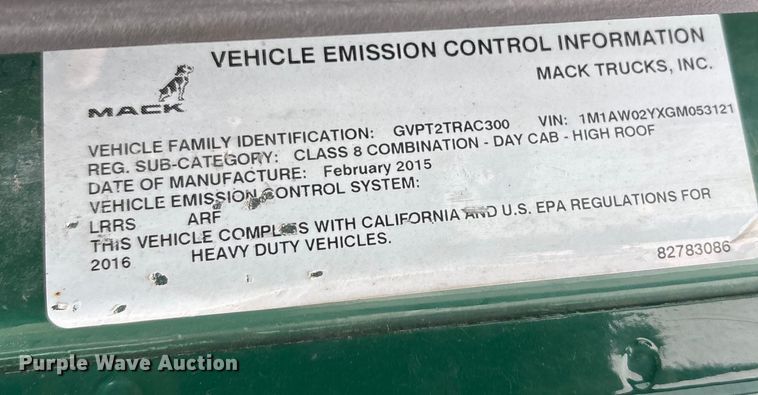 VEHICLE EMISSION CONTROL INFORMATION
MACK TRUCKS, INC.
MACK
VEHICLE FAMILY IDENTIFICATION: GVPT2TRAC300 VIN: 1M1AW02YXGM053121
REG. SUB-CATEGORY: CLASS 8 COMBINATION - DAY CAB - HIGH ROOF
DATE OF MANUFACTURE: February 2015
VEHICLE EMISSION CONTROL SYSTEM:
LRRS ARF
THIS VEHICLE COMPLIES WITH CALIFORNIA AND U.S. EPA REGULATIONS FOR
2016 HEAVY DUTY VEHICLES.
82783086
Purple Wave Auction